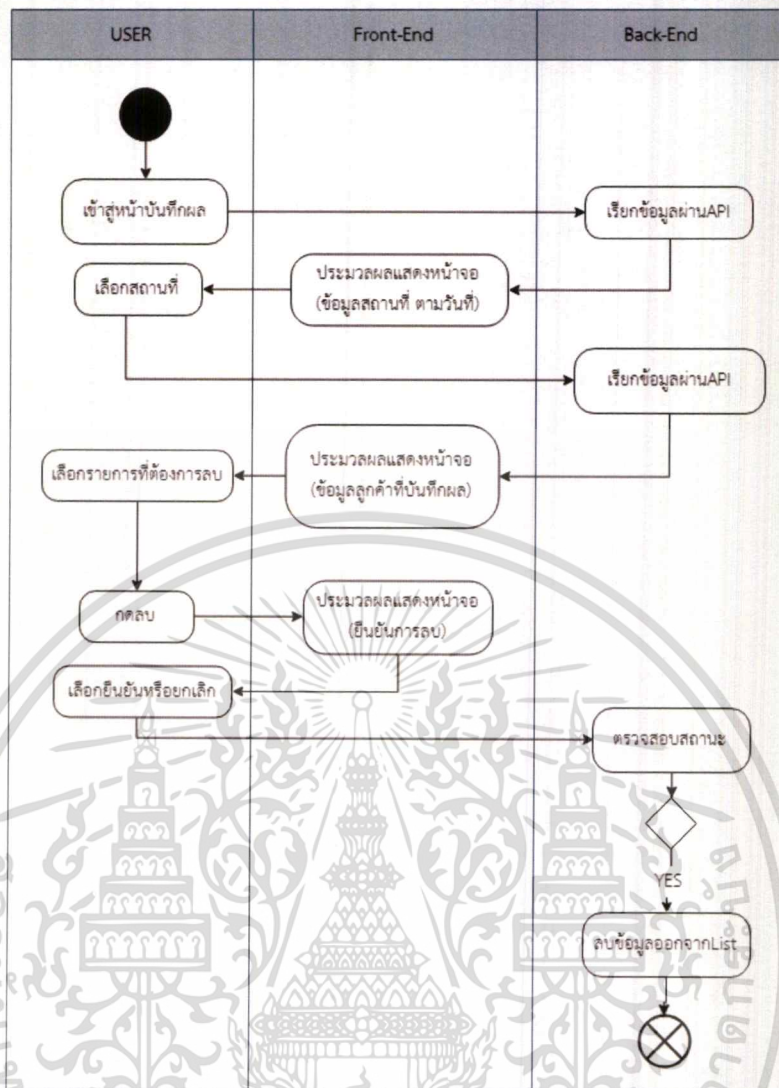 USER
Front-End
Back-End
เข้าสู่หน้าบันทึกผล
เรียกข้อมูลผ่านAPI
ประมวลผลแสดงหน้าจอ
(ข้อมูลสถานที่ ตามวันที่)
เลือกสถานที่
เรียกข้อมูลผ่านAPI
ประมวลผลแสดงหน้าจอ
(ข้อมูลลูกค้าที่บันทึกผล)
เลือกรายการที่ต้องการลบ
กดลบ
ประมวลผลแสดงหน้าจอ
(ยืนยันการลบ)
เลือกยืนยันหรือยกเลิก
ตรวจสอบสถานะ
YES
ลบข้อมูลออกจากList